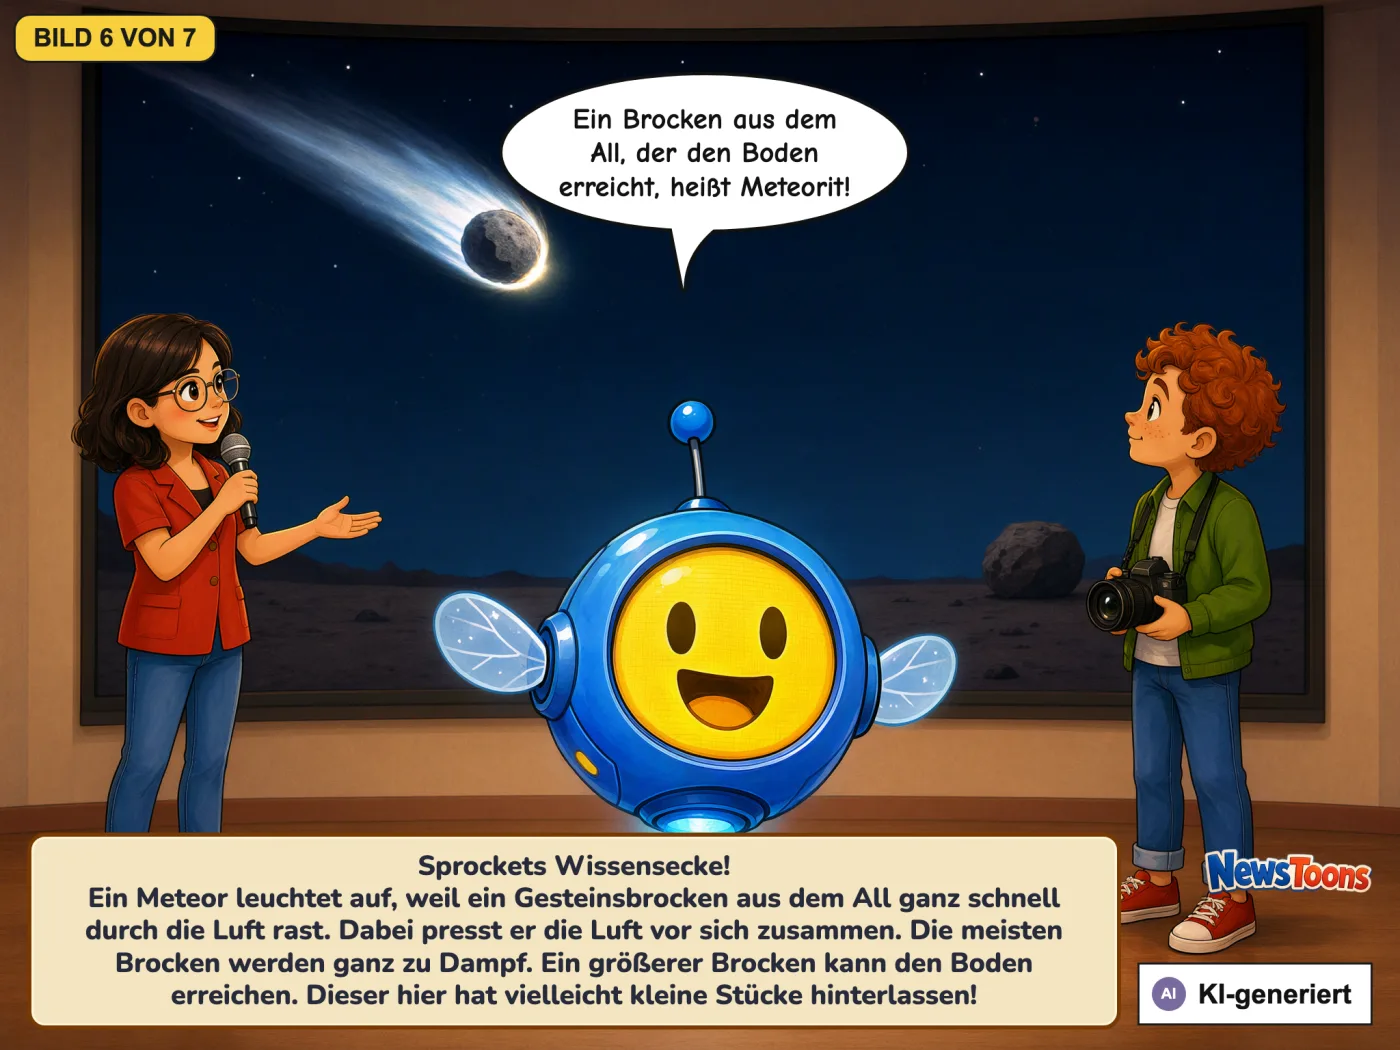 BILD 6 VON 7
Ein Brocken aus dem
All, der den Boden
erreicht, heißt Meteorit!
Sprockets Wissensecke!
Ein Meteor leuchtet auf, weil ein Gesteinsbrocken aus dem All ganz schnell
durch die Luft rast. Dabei presst er die Luft vor sich zusammen. Die meisten
Brocken werden ganz zu Dampf. Ein größerer Brocken kann den Boden
erreichen. Dieser hier hat vielleicht kleine Stücke hinterlassen!
NewsToons
AI KI-generiert